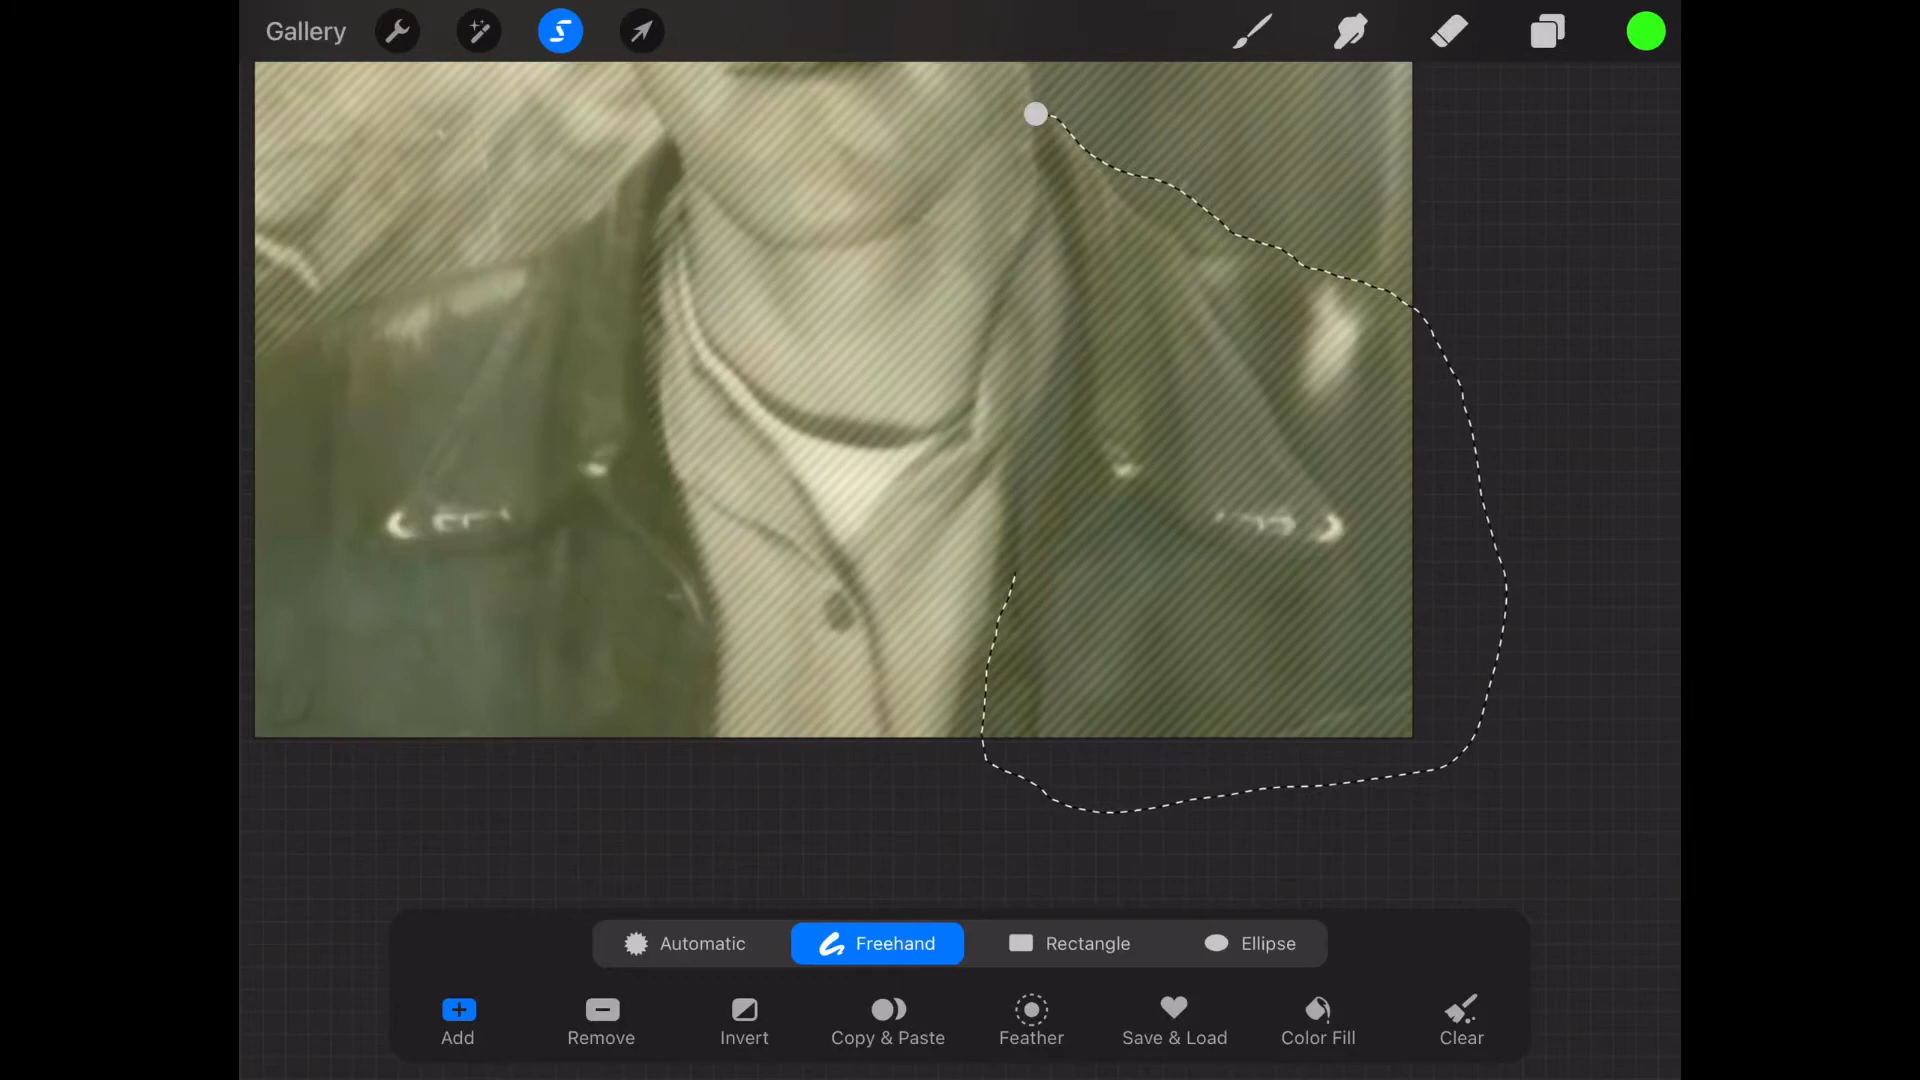 Gallery
Automatic
Freehand
Rectangle
Ellipse
Add
Remove
Invert
Copy & Paste
Feather
Save & Load
Color Fill
Clear